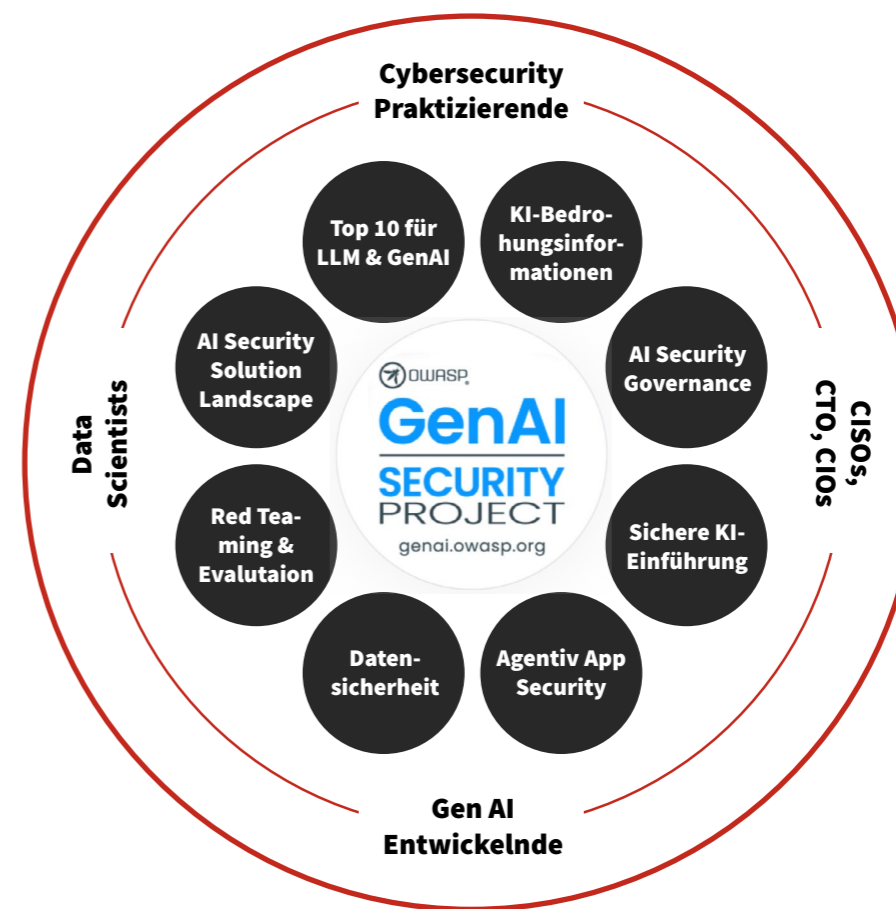 Cybersecurity
Praktizierende
Top 10 für
LLM & GenAI
KI-Bedro-
hungsinfor-
mationen
AI Security
Solution
Landscape
AI Security
Governance
OWASP
GenAI
SECURITY
PROJECT
genai.owasp.org
Data
Scientists
CISOs,
CTO, CIOs
Red Tea-
ming &
Evalutaion
Sichere KI-
Einführung
Daten-
sicherheit
Agentiv App
Security
Gen AI
Entwickelnde